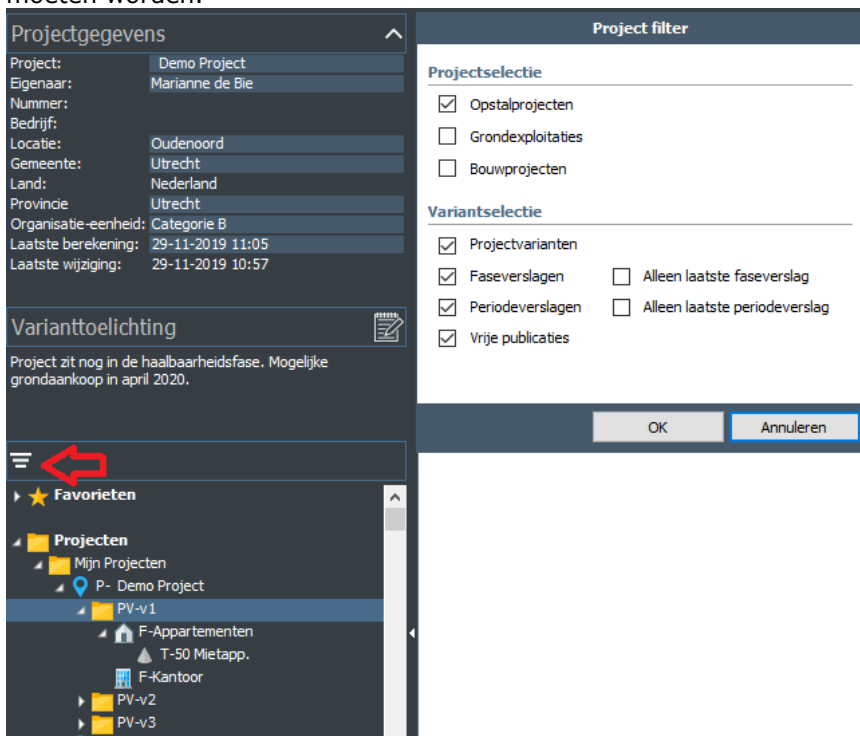 moeten worden.
Projectgegevens
Project: Demo Project
Eigenaar: Marianne de Bie
Nummer:
Bedrijf:
Locatie: Oudenoord
Gemeente: Utrecht
Land: Nederland
Provincie Utrecht
Organisatie-eenheid: Categorie B
Laatste berekening: 29-11-2019 11:05
Laatste wijziging: 29-11-2019 10:57
Varianttoelichting
Project zit nog in de haalbaarheidsfase. Mogelijke
grondaankoop in april 2020.
Favorieten
Projecten
Mijn Projecten
P- Demo Project
PV-v1
F-Appartementen
T-50 Mietapp.
F-Kantoor
PV-v2
PV-v3
Project filter
Projectselectie
Opstalprojecten
Grondexploitaties
Bouwprojecten
Variantselectie
Projectvarianten
Faseverslagen Alleen laatste faseverslag
Periodeverslagen Alleen laatste periodeverslag
Vrije publicaties
OK Annuleren